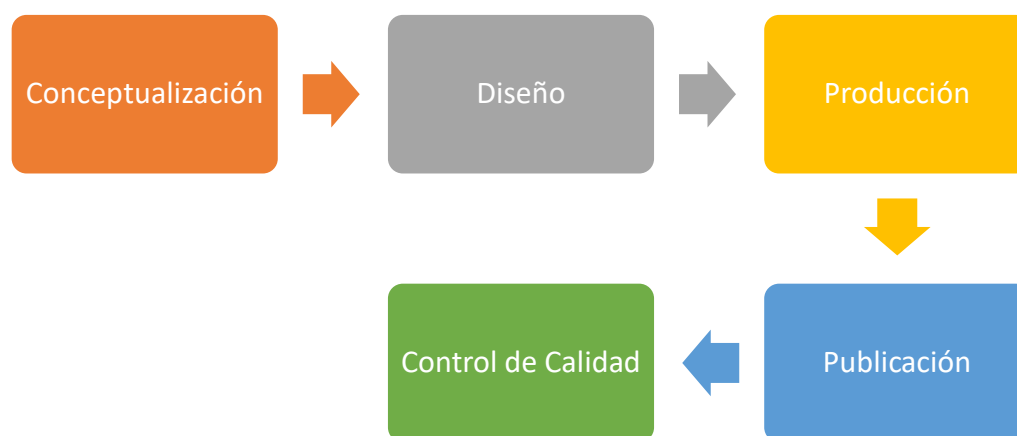 Conceptualización
Diseño
Producción
Control de Calidad
Publicación